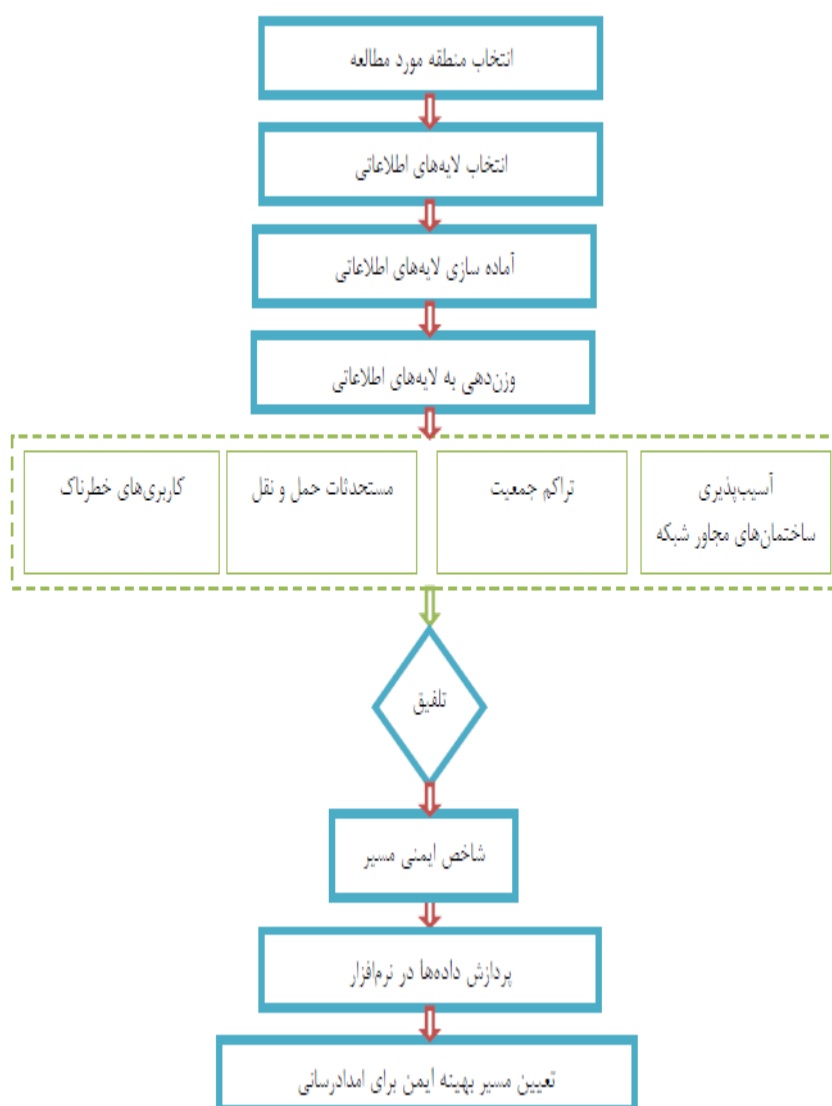 انتخاب منطقه مورد مطالعه
انتخاب لایه‌های اطلاعاتی
آماده سازی لایه‌های اطلاعاتی
وزن‌دهی به لایه‌های اطلاعاتی
آسیب‌پذیری
ساختمان‌های مجاور شبکه
تراکم جمعیت
مستحدثات حمل و نقل
کاربری‌های خطرناک
تلفیق
شاخص ایمنی مسیر
پردازش داده‌ها در نرم‌افزار
تعیین مسیر بهینه ایمن برای امدادرسانی